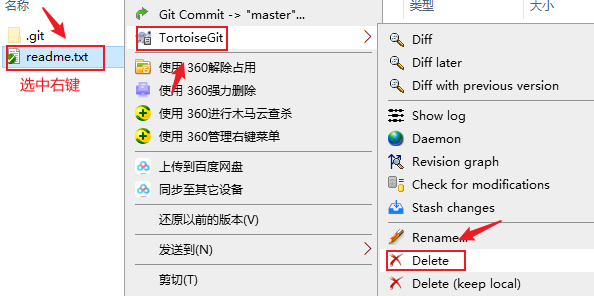 名称
.git
readme.txt
选中右键
Git Commit -> "master"...
TortoiseGit
使用 360解除占用
使用 360强力删除
使用 360进行木马云查杀
使用 360管理右键菜单
上传到百度网盘
同步至其它设备
还原以前的版本(V)
发送到(N)
剪切(T)
类型
大小
Diff
Diff later
Diff with previous version
Show log
Daemon
Revision graph
Check for modifications
Stash changes
Rename...
Delete
Delete (keep local)